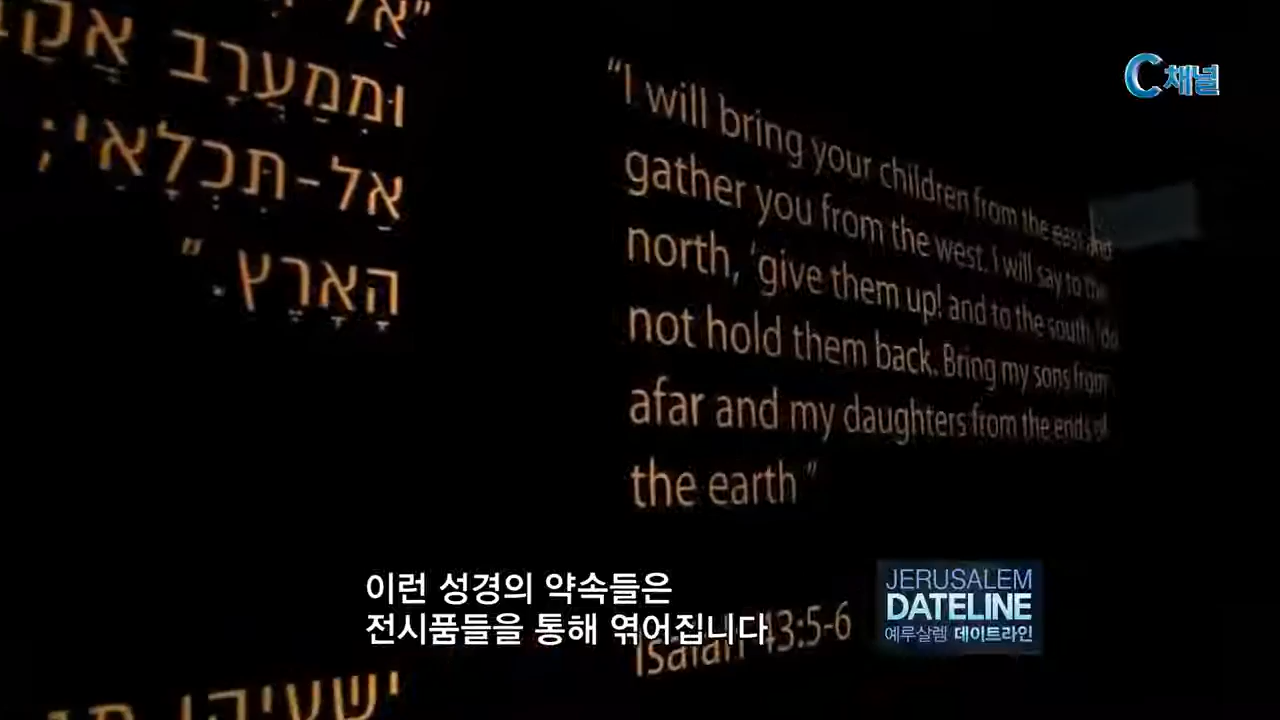 וּמִמַּעֲרָב
אַל-תִּכְלָאִי;
הָאָרֶץ."
ישעיהו
C채널
“I will bring your children from the east and
gather you from the west. I will say to the
north, ‘give them up! and to the south, ‘do
not hold them back. Bring my sons from
afar and my daughters from the ends of
the earth ”
Isaiah 43:5-6
이런 성경의 약속들은
전시품들을 통해 엮어집니다
JERUSALEM
DATELINE
예루살렘 데이트라인